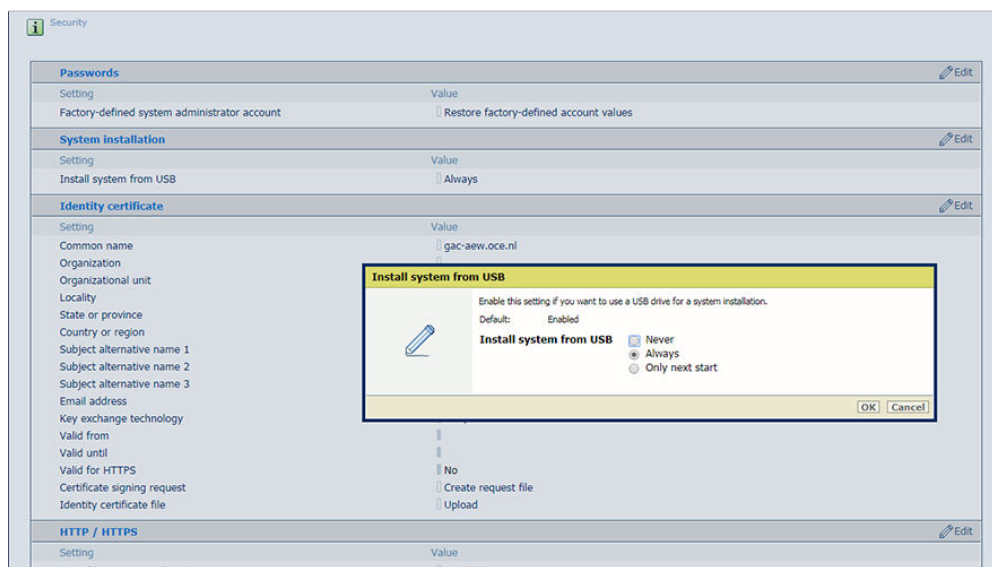 Security
Passwords Edit
Setting Value
Factory-defined system administrator account Restore factory-defined account values
System installation Edit
Setting Value
Install system from USB Always
Identity certificate Edit
Setting Value
Common name gac-aew.oce.nl
Organization
Organizational unit
Locality
State or province
Country or region
Subject alternative name 1
Subject alternative name 2
Subject alternative name 3
Email address
Key exchange technology
Valid from
Valid until
Valid for HTTPS No
Certificate signing request Create request file
Identity certificate file Upload
HTTP / HTTPS Edit
Setting Value
Install system from USB
Enable this setting if you want to use a USB drive for a system installation.
Default: Enabled
Install system from USB Never
Always
Only next start
OK Cancel